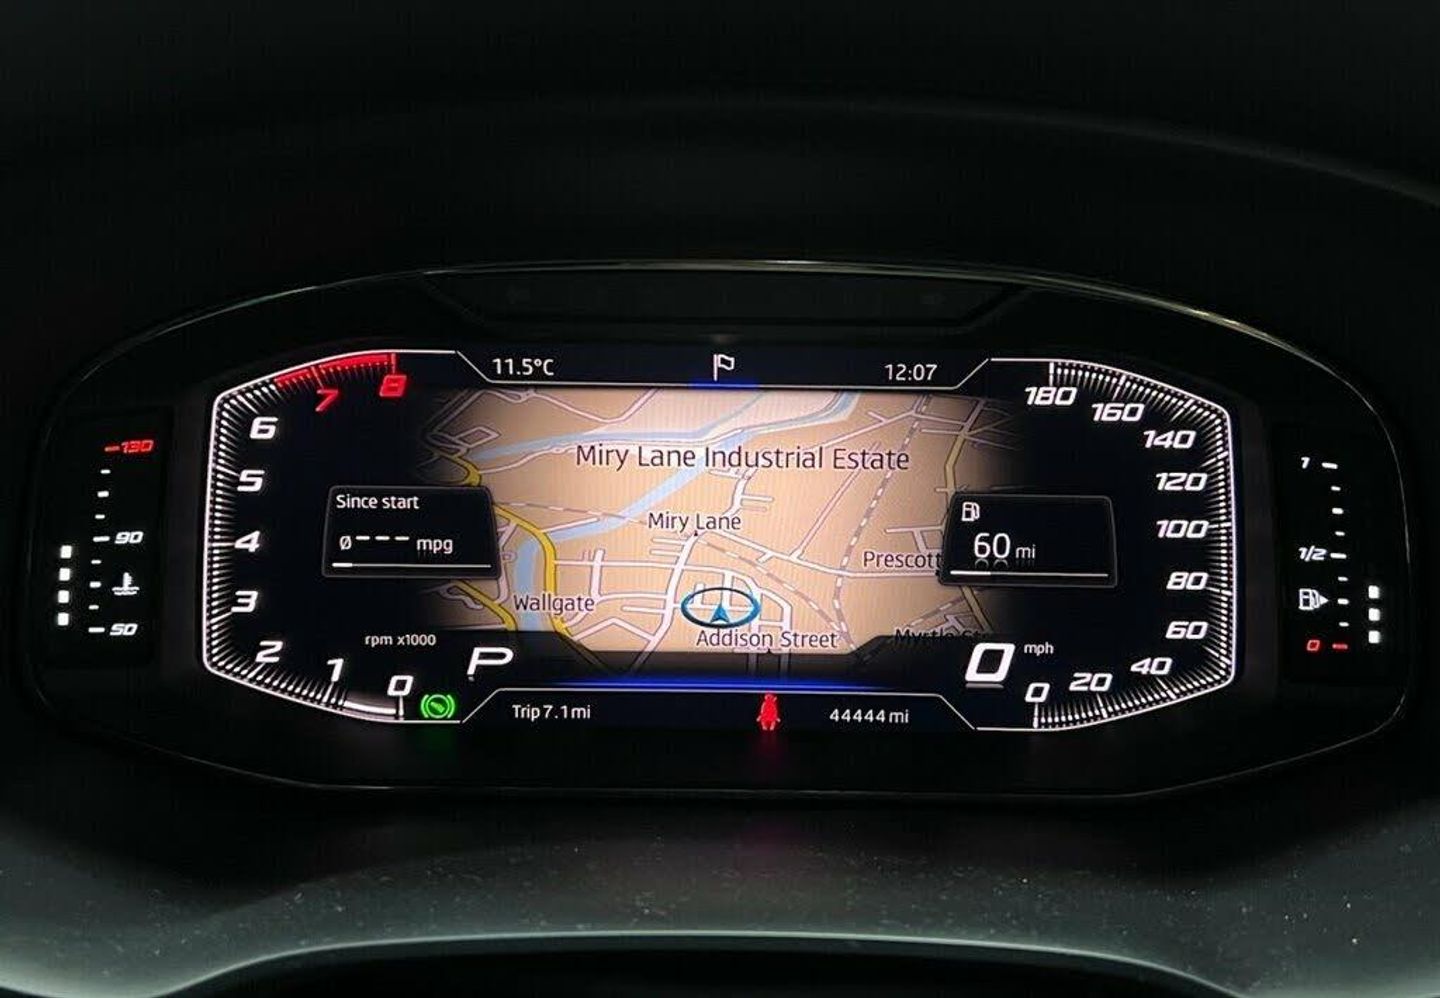 11.5°C
12:07
8
7
6
5
4
3
2
1
0
rpm x1000
130
90
50
Since start
Ø --- mpg
Miry Lane Industrial Estate
Miry Lane
Prescott
Wallgate
Addison Street
60 mi
P
0 mph
180
160
140
120
100
80
60
40
20
0
1
1/2
0
Trip 7.1 mi
44444 mi